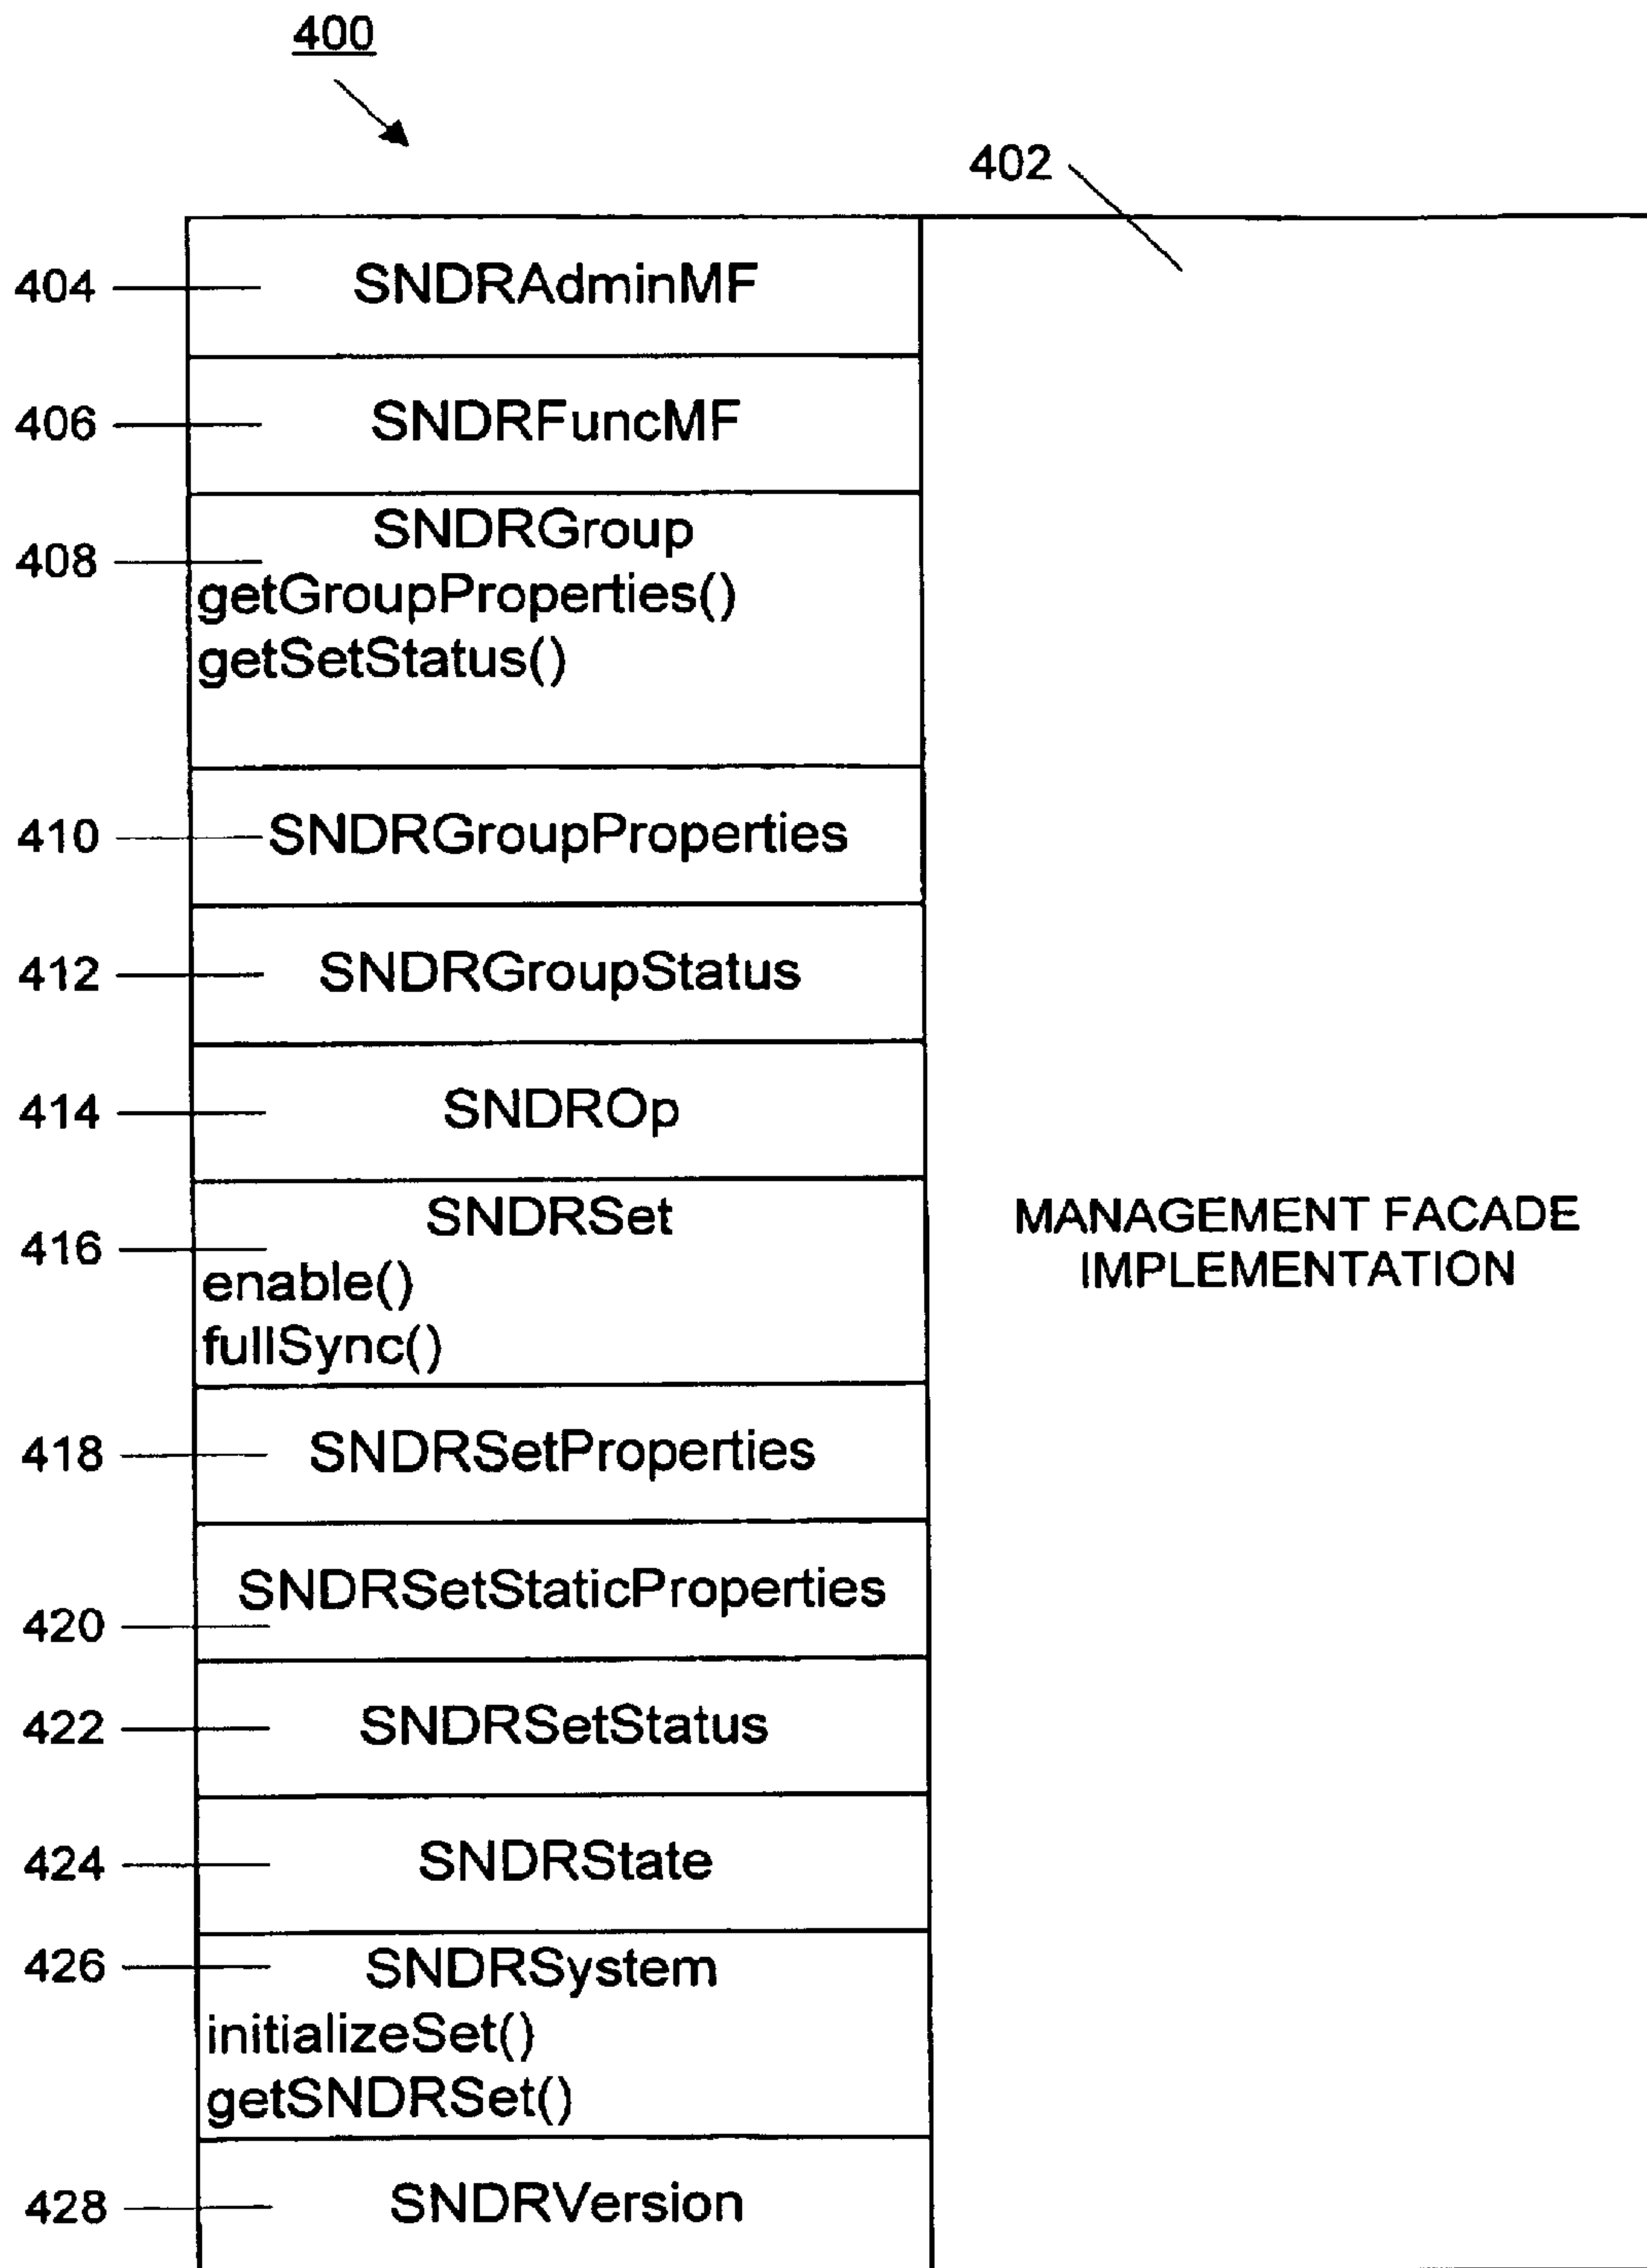 400
402
404 SNDRAdminMF
406 SNDRFuncMF
408 SNDRGroup
getGroupProperties()
getSetStatus()
410 SNDRGroupProperties
412 SNDRGroupStatus
414 SNDROp
416 SNDRSet
enable()
fullSync()
MANAGEMENT FACADE
IMPLEMENTATION
418 SNDRSetProperties
420 SNDRSetStaticProperties
422 SNDRSetStatus
424 SNDRState
426 SNDRSystem
initializeSet()
getSNDRSet()
428 SNDRVersion